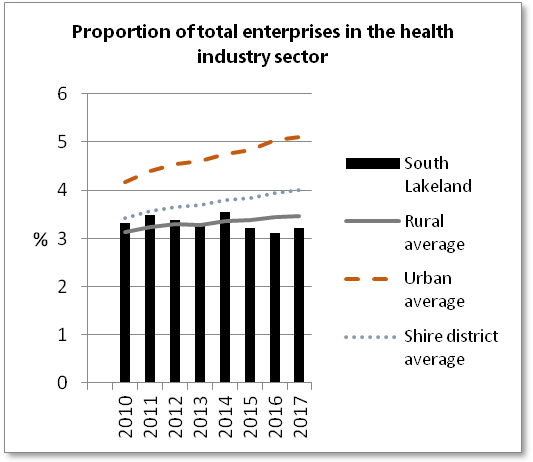 Proportion of total enterprises in the health
industry sector
6
5
4
3
2
1
0
%
2010
2011
2012
2013
2014
2015
2016
2017
South
Lakeland
Rural
average
Urban
average
Shire district
average